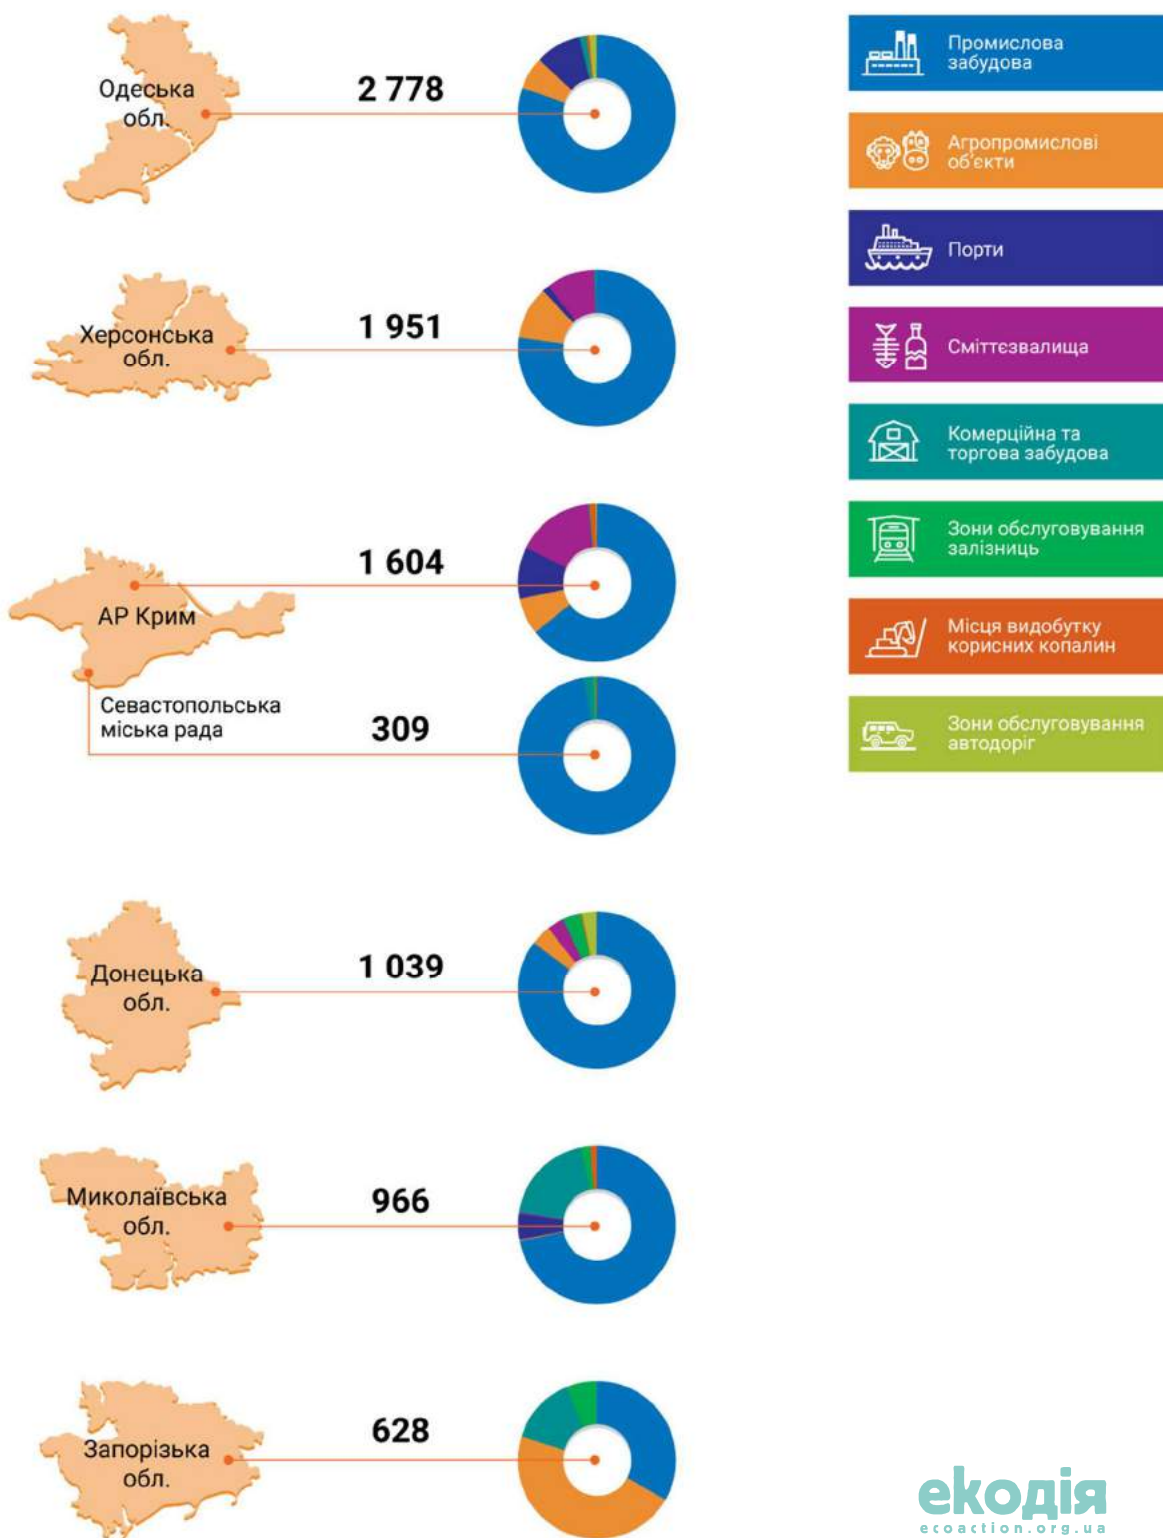 Одеська
обл.
2 778
Херсонська
обл.
1 951
АР Крим
1 604
Севастопольська
міська рада
309
Донецька
обл.
1 039
Миколаївська
обл.
966
Запорізька
обл.
628
Промислова
забудова
Агропромислові
об'єкти
Порти
Сміттєзвалища
Комерційна та
торгова забудова
Зони обслуговування
залізниць
Місця видобутку
корисних копалин
Зони обслуговування
автодоріг
екодія
ecoaction.org.ua